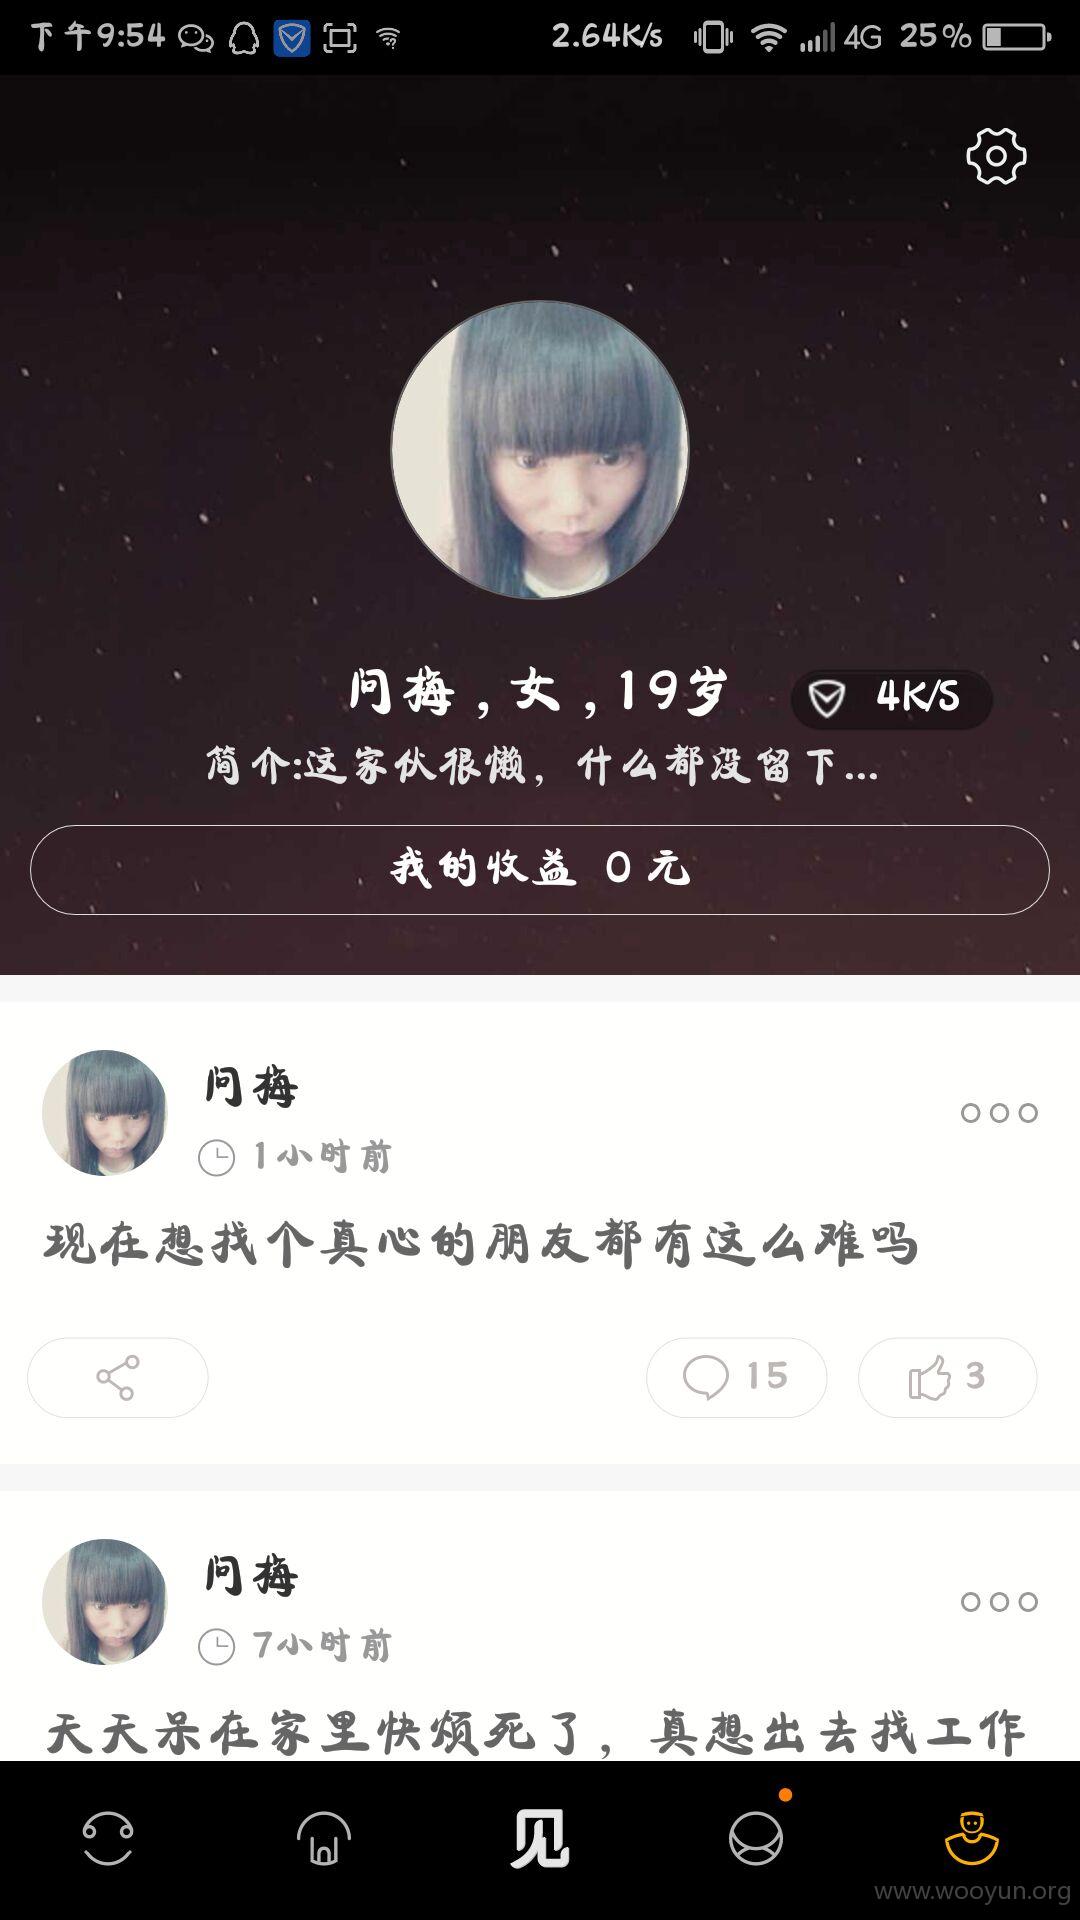 下午9:54 2.64K/s 4G 25%
问梅,女,19岁
4K/S
简介:这家伙很懒，什么都没留下...
我的收益 0 元
问梅
1小时前
现在想找个真心的朋友都有这么难吗
15 3
问梅
7小时前
天天呆在家里快烦死了，真想出去找工作
见
www.wooyun.org